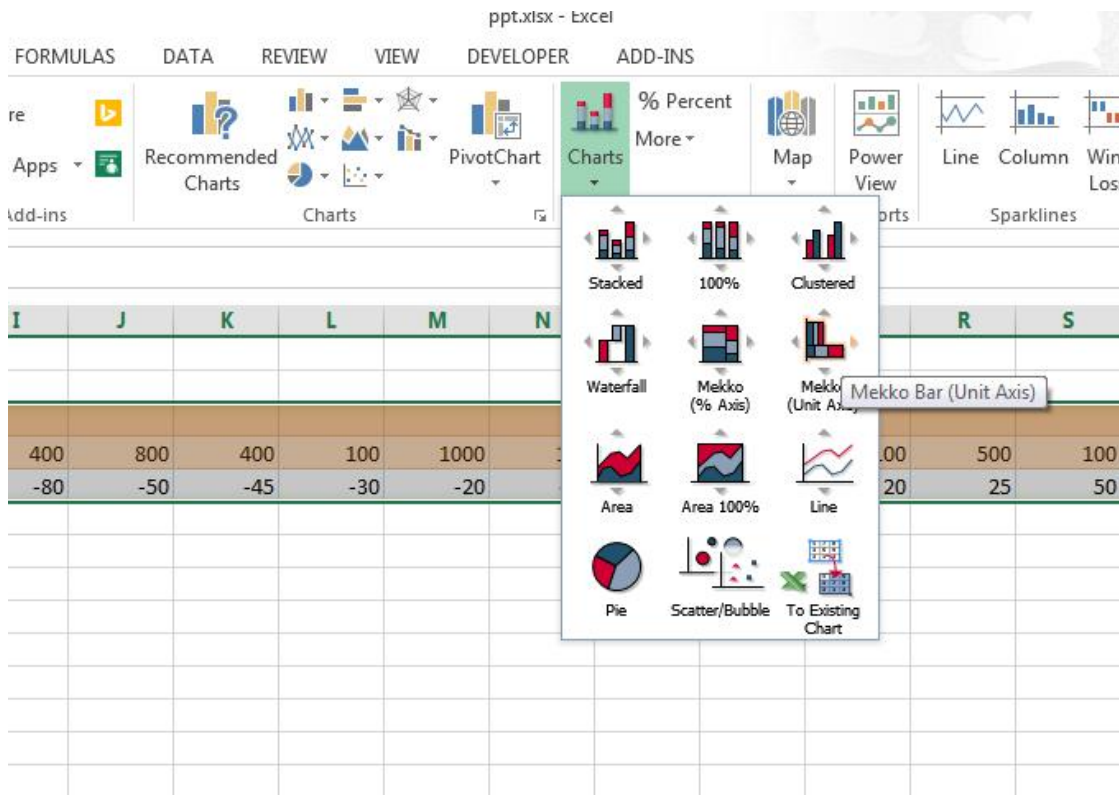 ppt.xlsx - Excel
FORMULAS DATA REVIEW VIEW DEVELOPER ADD-INS
re
Apps
Add-ins
Recommended
Charts
Charts
PivotChart
Charts
% Percent
More
Map
Power
View
orts
Line Column Win
Los
Sparklines
Stacked 100% Clustered
Waterfall Mekko
(% Axis)
Mekko Bar (Unit Axis)
(Unit Axis)
Area Area 100% Line
Pie Scatter/Bubble To Existing
Chart
I J K L M N R S
400 800 400 100 1000 500 100
-80 -50 -45 -30 -20 20 25 50